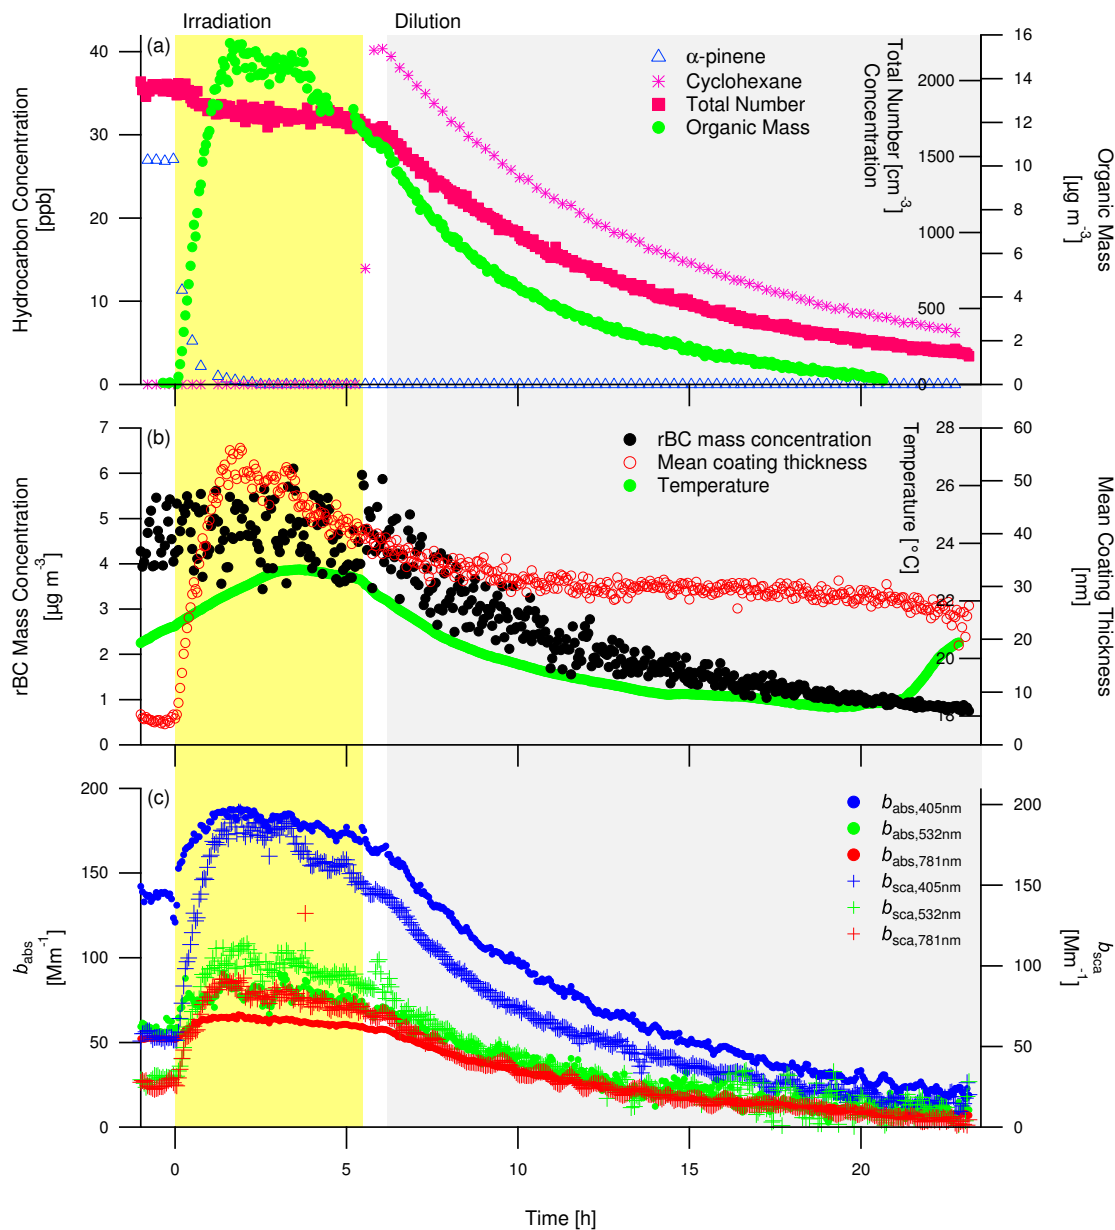 Irradiation
Dilution
(a)
40
30
20
10
0
Hydrocarbon Concentration
[ppb]
α-pinene
Cyclohexane
Total Number
Organic Mass
Total Number [cm-3]
Concentration
2000
1500
1000
500
0
16
14
12
10
8
6
4
2
0
Organic Mass
[µg m-3]
(b)
7
6
5
4
3
2
1
0
rBC Mass Concentration
[µg m-3]
rBC mass concentration
Mean coating thickness
Temperature
Temperature [°C]
28
26
24
22
20
18
60
50
40
30
20
10
0
Mean Coating Thickness
[nm]
(c)
200
150
100
50
0
babs
[Mm-1]
babs,405nm
babs,532nm
babs,781nm
bsca,405nm
bsca,532nm
bsca,781nm
200
150
100
50
0
bsca
[Mm-1]
0
5
10
15
20
Time [h]